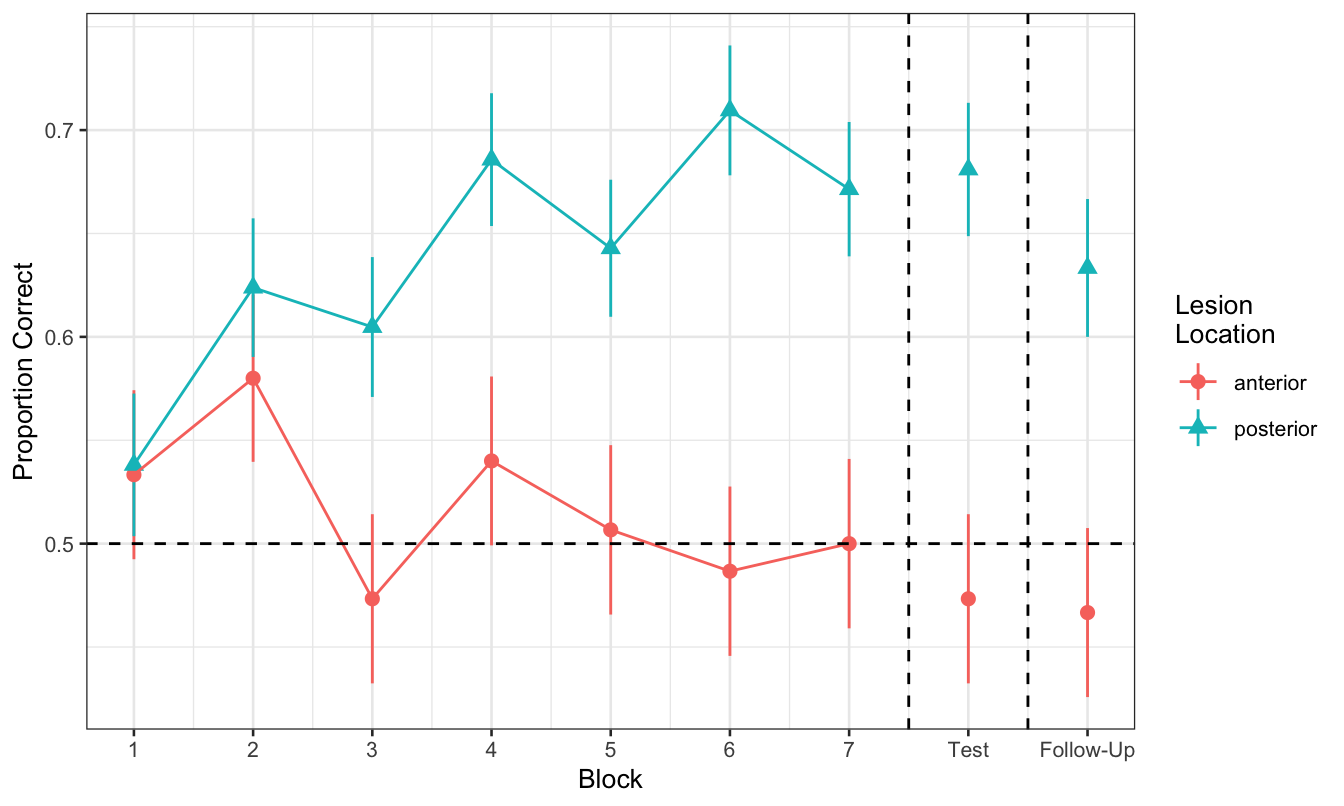 Proportion Correct
0.7
0.6
0.5
1 2 3 4 5 6 7 Test Follow-Up
Block
Lesion
Location
anterior
posterior